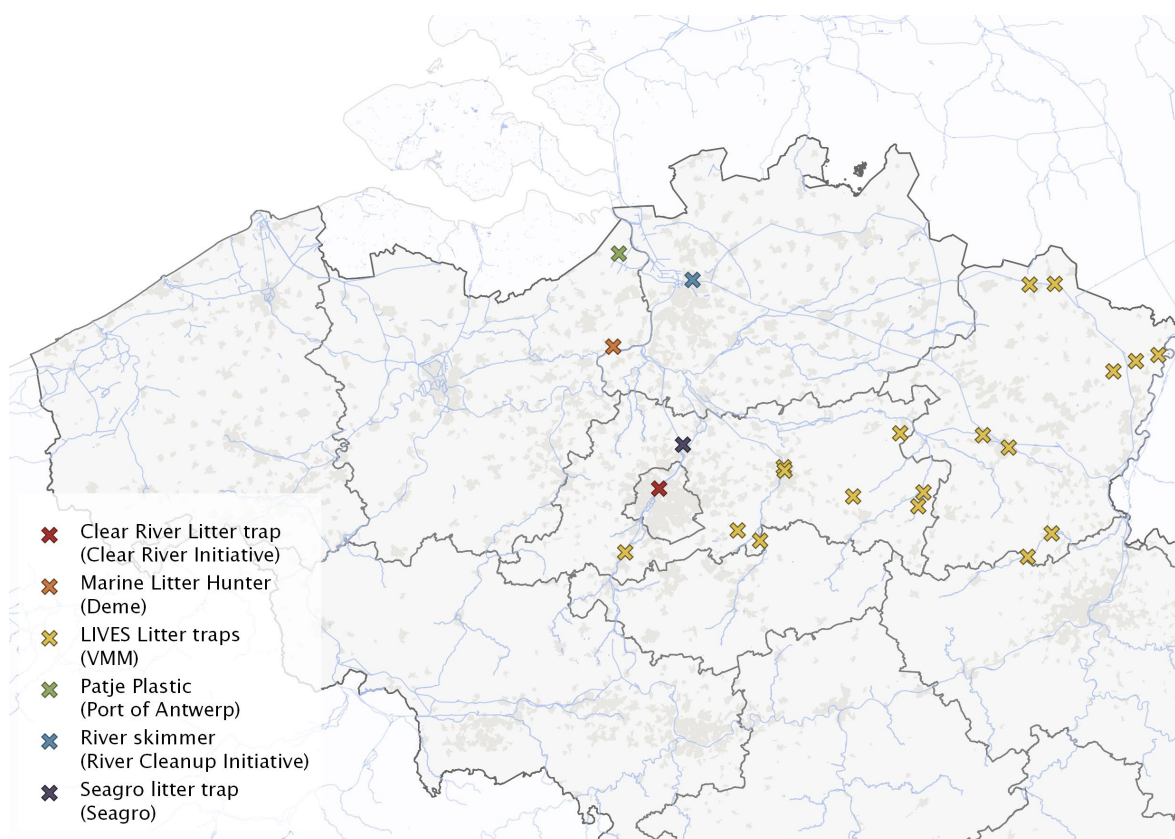 Clear River Litter trap
(Clear River Initiative)
Marine Litter Hunter
(Deme)
LIVES Litter traps
(VMM)
Patje Plastic
(Port of Antwerp)
River skimmer
(River Cleanup Initiative)
Seagro litter trap
(Seagro)